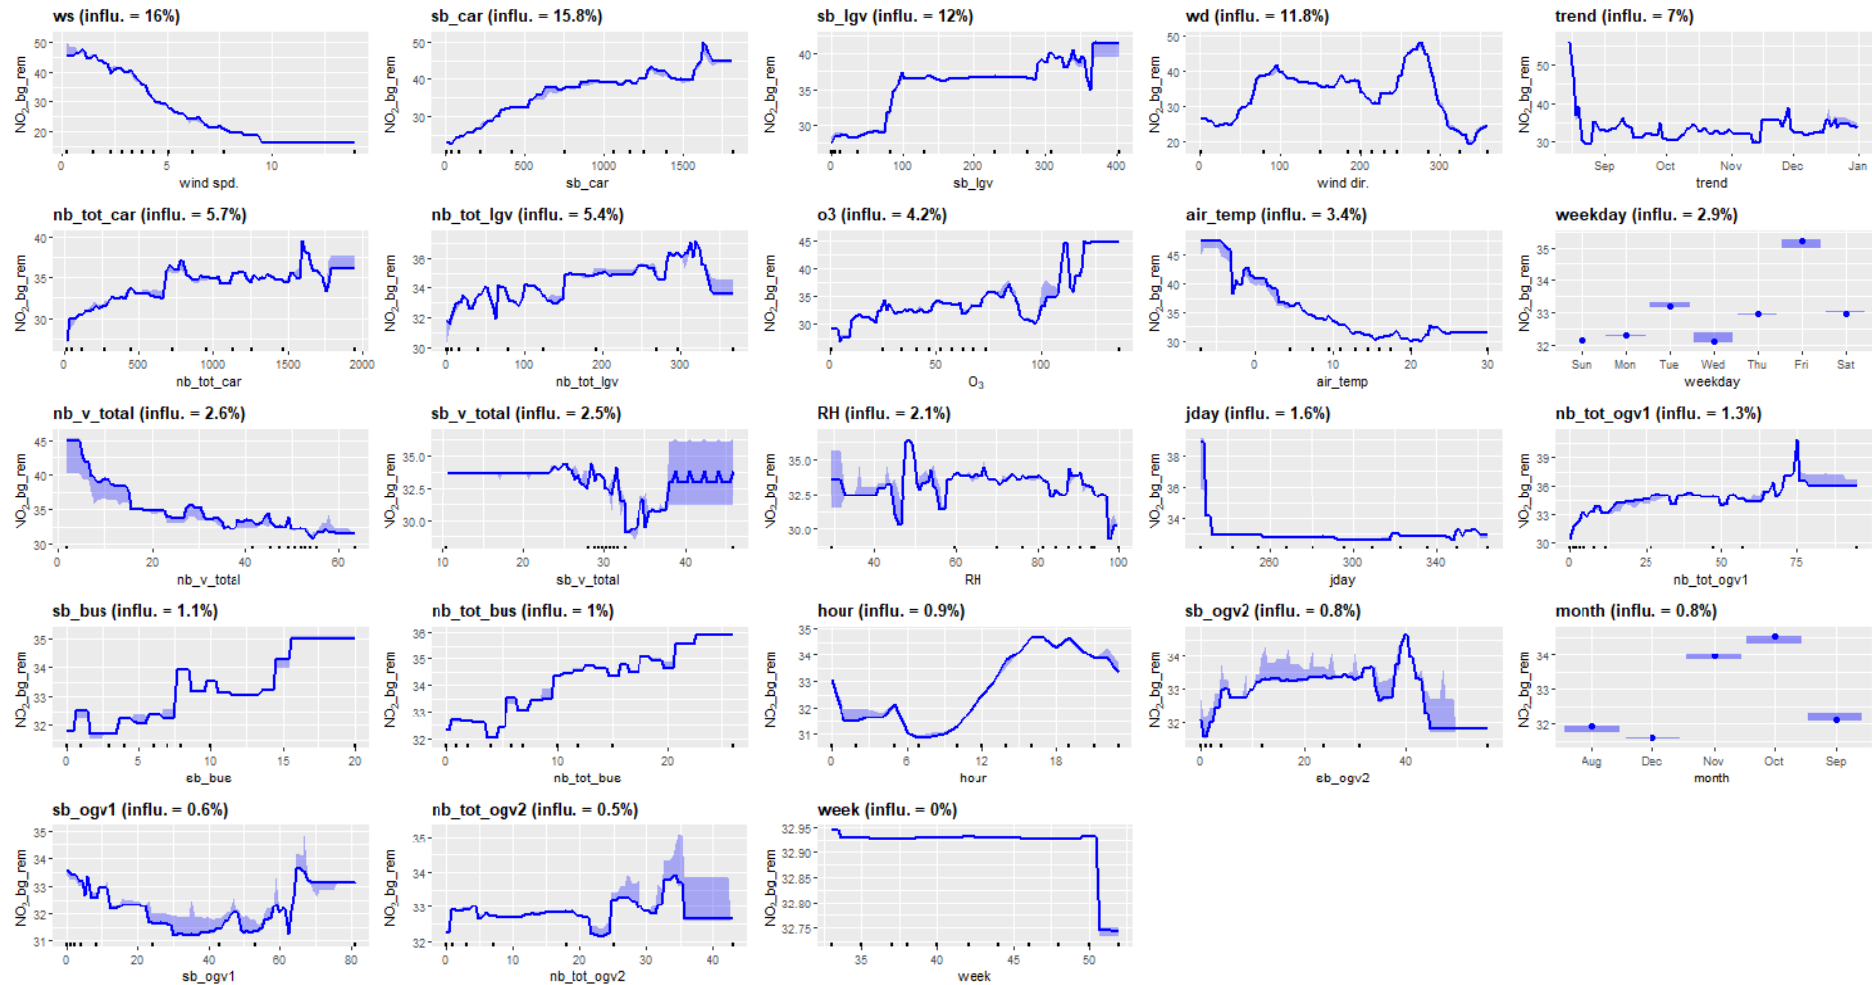 ws (influ. = 16%)
NO2_bg_rem
50
40
30
20
0
5
10
wind spd.
sb_car (influ. = 15.8%)
NO2_bg_rem
50
40
30
0
500
1000
1500
sb_car
sb_lgv (influ. = 12%)
NO2_bg_rem
40
35
30
0
100
200
300
400
sb_lgv
wd (influ. = 11.8%)
NO2_bg_rem
50
40
30
20
0
100
200
300
wind dir.
trend (influ. = 7%)
NO2_bg_rem
50
40
30
Sep
Oct
Nov
Dec
Jan
trend
nb_tot_car (influ. = 5.7%)
NO2_bg_rem
40
35
30
0
500
1000
1500
2000
nb_tot_car
nb_tot_lgv (influ. = 5.4%)
NO2_bg_rem
36
34
32
30
0
100
200
300
nb_tot_lgv
o3 (influ. = 4.2%)
NO2_bg_rem
45
40
35
30
0
50
100
O3
air_temp (influ. = 3.4%)
NO2_bg_rem
45
40
35
30
0
10
20
30
air_temp
weekday (influ. = 2.9%)
NO2_bg_rem
35
34
33
32
Sun
Mon
Tue
Wed
Thu
Fri
Sat
weekday
nb_v_total (influ. = 2.6%)
NO2_bg_rem
45
40
35
30
0
20
40
60
nb_v_total
sb_v_total (influ. = 2.5%)
NO2_bg_rem
35.0
32.5
30.0
10
20
30
40
sb_v_total
RH (influ. = 2.1%)
NO2_bg_rem
35.0
32.5
30.0
40
60
80
100
RH
jday (influ. = 1.6%)
NO2_bg_rem
38
36
34
260
280
300
320
340
jday
nb_tot_ogv1 (influ. = 1.3%)
NO2_bg_rem
39
36
33
30
0
25
50
75
nb_tot_ogv1
sb_bus (influ. = 1.1%)
NO2_bg_rem
35
34
33
32
0
5
10
15
20
sb_bus
nb_tot_bus (influ. = 1%)
NO2_bg_rem
36
35
34
33
32
0
10
20
nb_tot_bus
hour (influ. = 0.9%)
NO2_bg_rem
35
34
33
32
31
0
6
12
18
hour
sb_ogv2 (influ. = 0.8%)
NO2_bg_rem
34
33
32
0
20
40
sb_ogv2
month (influ. = 0.8%)
NO2_bg_rem
34
33
32
Aug
Dec
Nov
Oct
Sep
month
sb_ogv1 (influ. = 0.6%)
NO2_bg_rem
35
34
33
32
31
0
20
40
60
80
sb_ogv1
nb_tot_ogv2 (influ. = 0.5%)
NO2_bg_rem
35
34
33
32
0
10
20
30
40
nb_tot_ogv2
week (influ. = 0%)
NO2_bg_rem
32.95
32.90
32.85
32.80
32.75
35
40
45
50
week